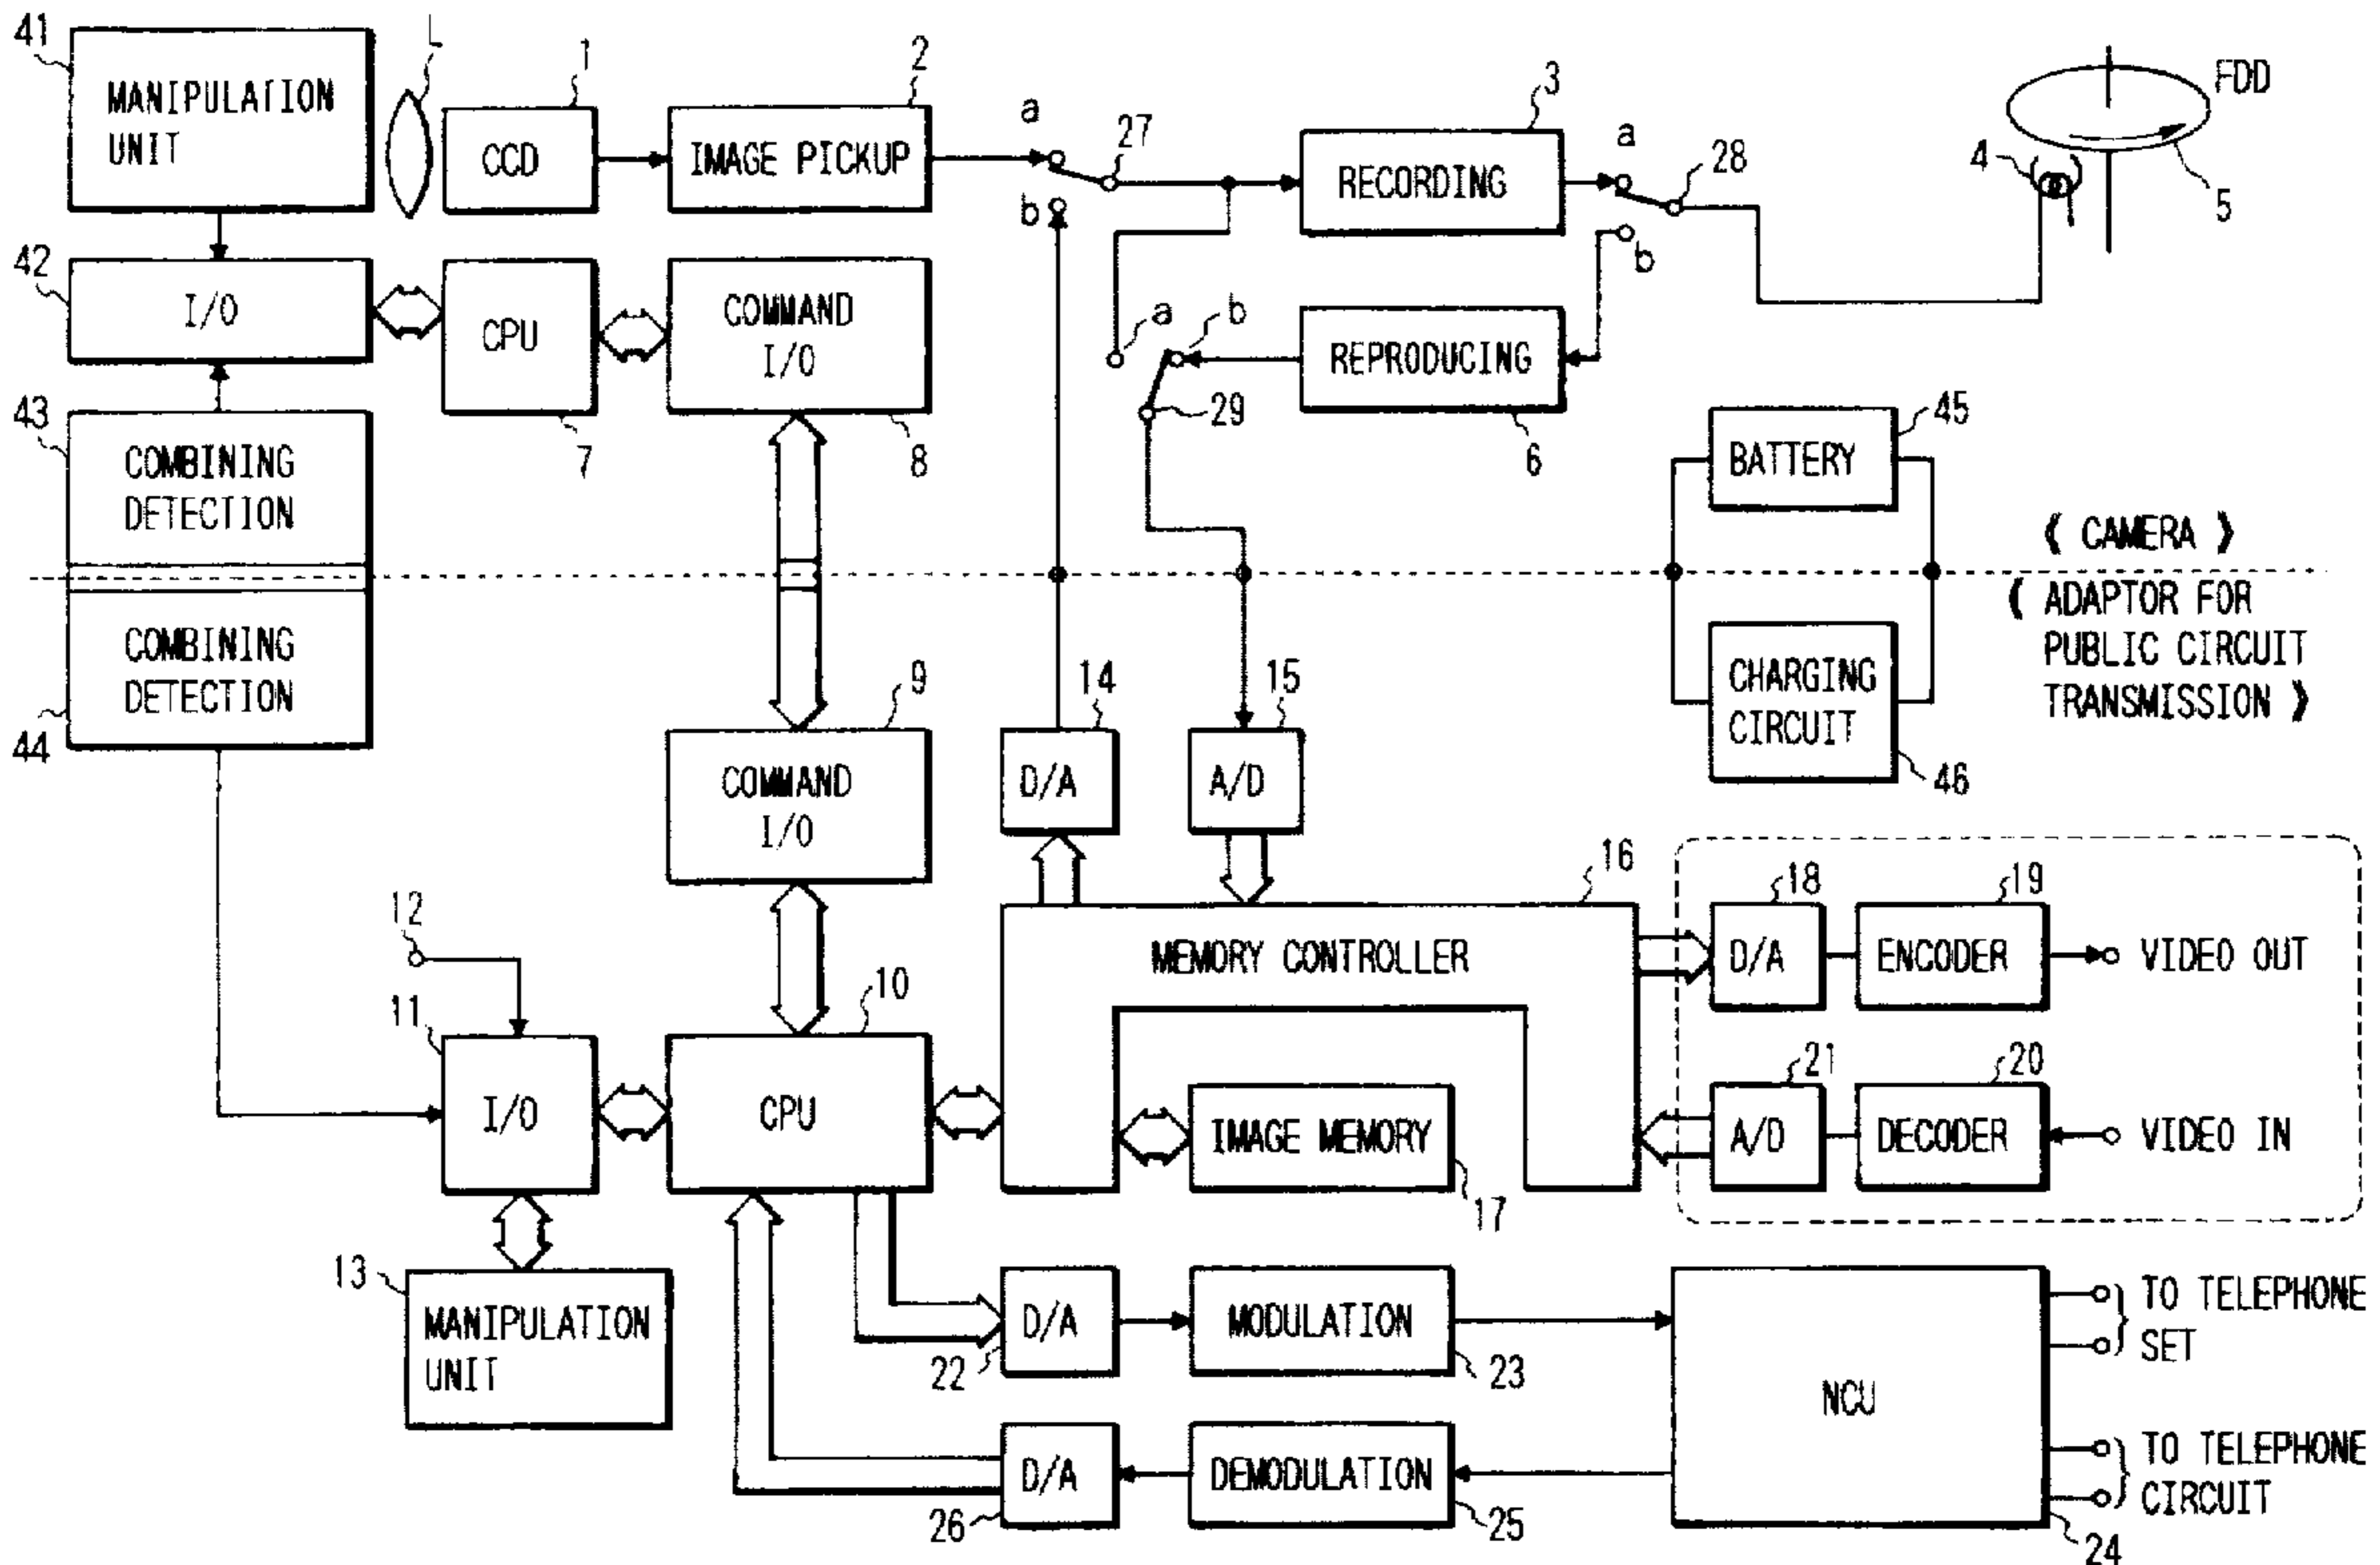 41
MANIPULATION
UNIT
L
1
CCD
2
IMAGE PICKUP
a
b
27
3
RECORDING
a
b
28
4
FDD
5
42
I/O
CPU
7
COMMAND
I/O
8
a
b
29
REPRODUCING
6
43
COMBINING
DETECTION
45
BATTERY
《 CAMERA 》
《 ADAPTOR FOR
PUBLIC CIRCUIT
TRANSMISSION 》
COMBINING
DETECTION
44
9
COMMAND
I/O
14
D/A
15
A/D
CHARGING
CIRCUIT
46
12
11
I/O
10
CPU
16
MEMORY CONTROLLER
IMAGE MEMORY
17
18
D/A
19
ENCODER
VIDEO OUT
21
A/D
20
DECODER
VIDEO IN
13
MANIPULATION
UNIT
D/A
22
MODULATION
23
NCU
24
TO TELEPHONE
SET
D/A
26
DEMODULATION
25
TO TELEPHONE
CIRCUIT